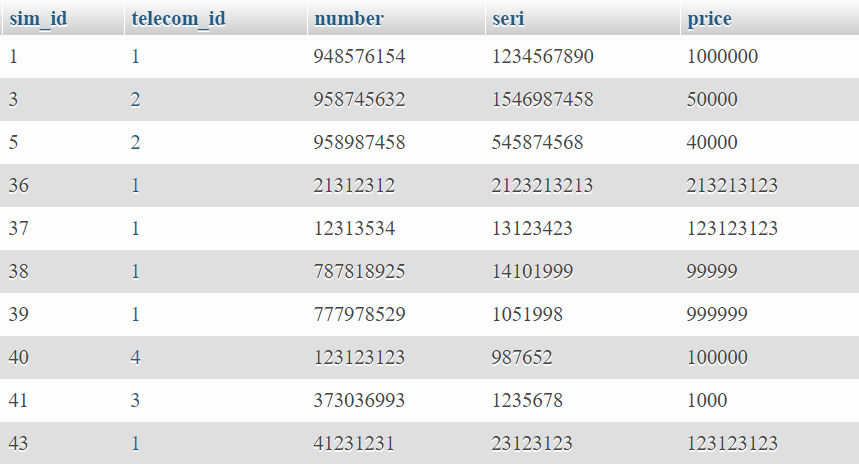 sim_id telecom_id number seri price
1 1 948576154 1234567890 1000000
3 2 958745632 1546987458 50000
5 2 958987458 545874568 40000
36 1 21312312 2123213213 213213123
37 1 12313534 13123423 123123123
38 1 787818925 14101999 99999
39 1 777978529 1051998 999999
40 4 123123123 987652 100000
41 3 373036993 1235678 1000
43 1 41231231 23123123 123123123